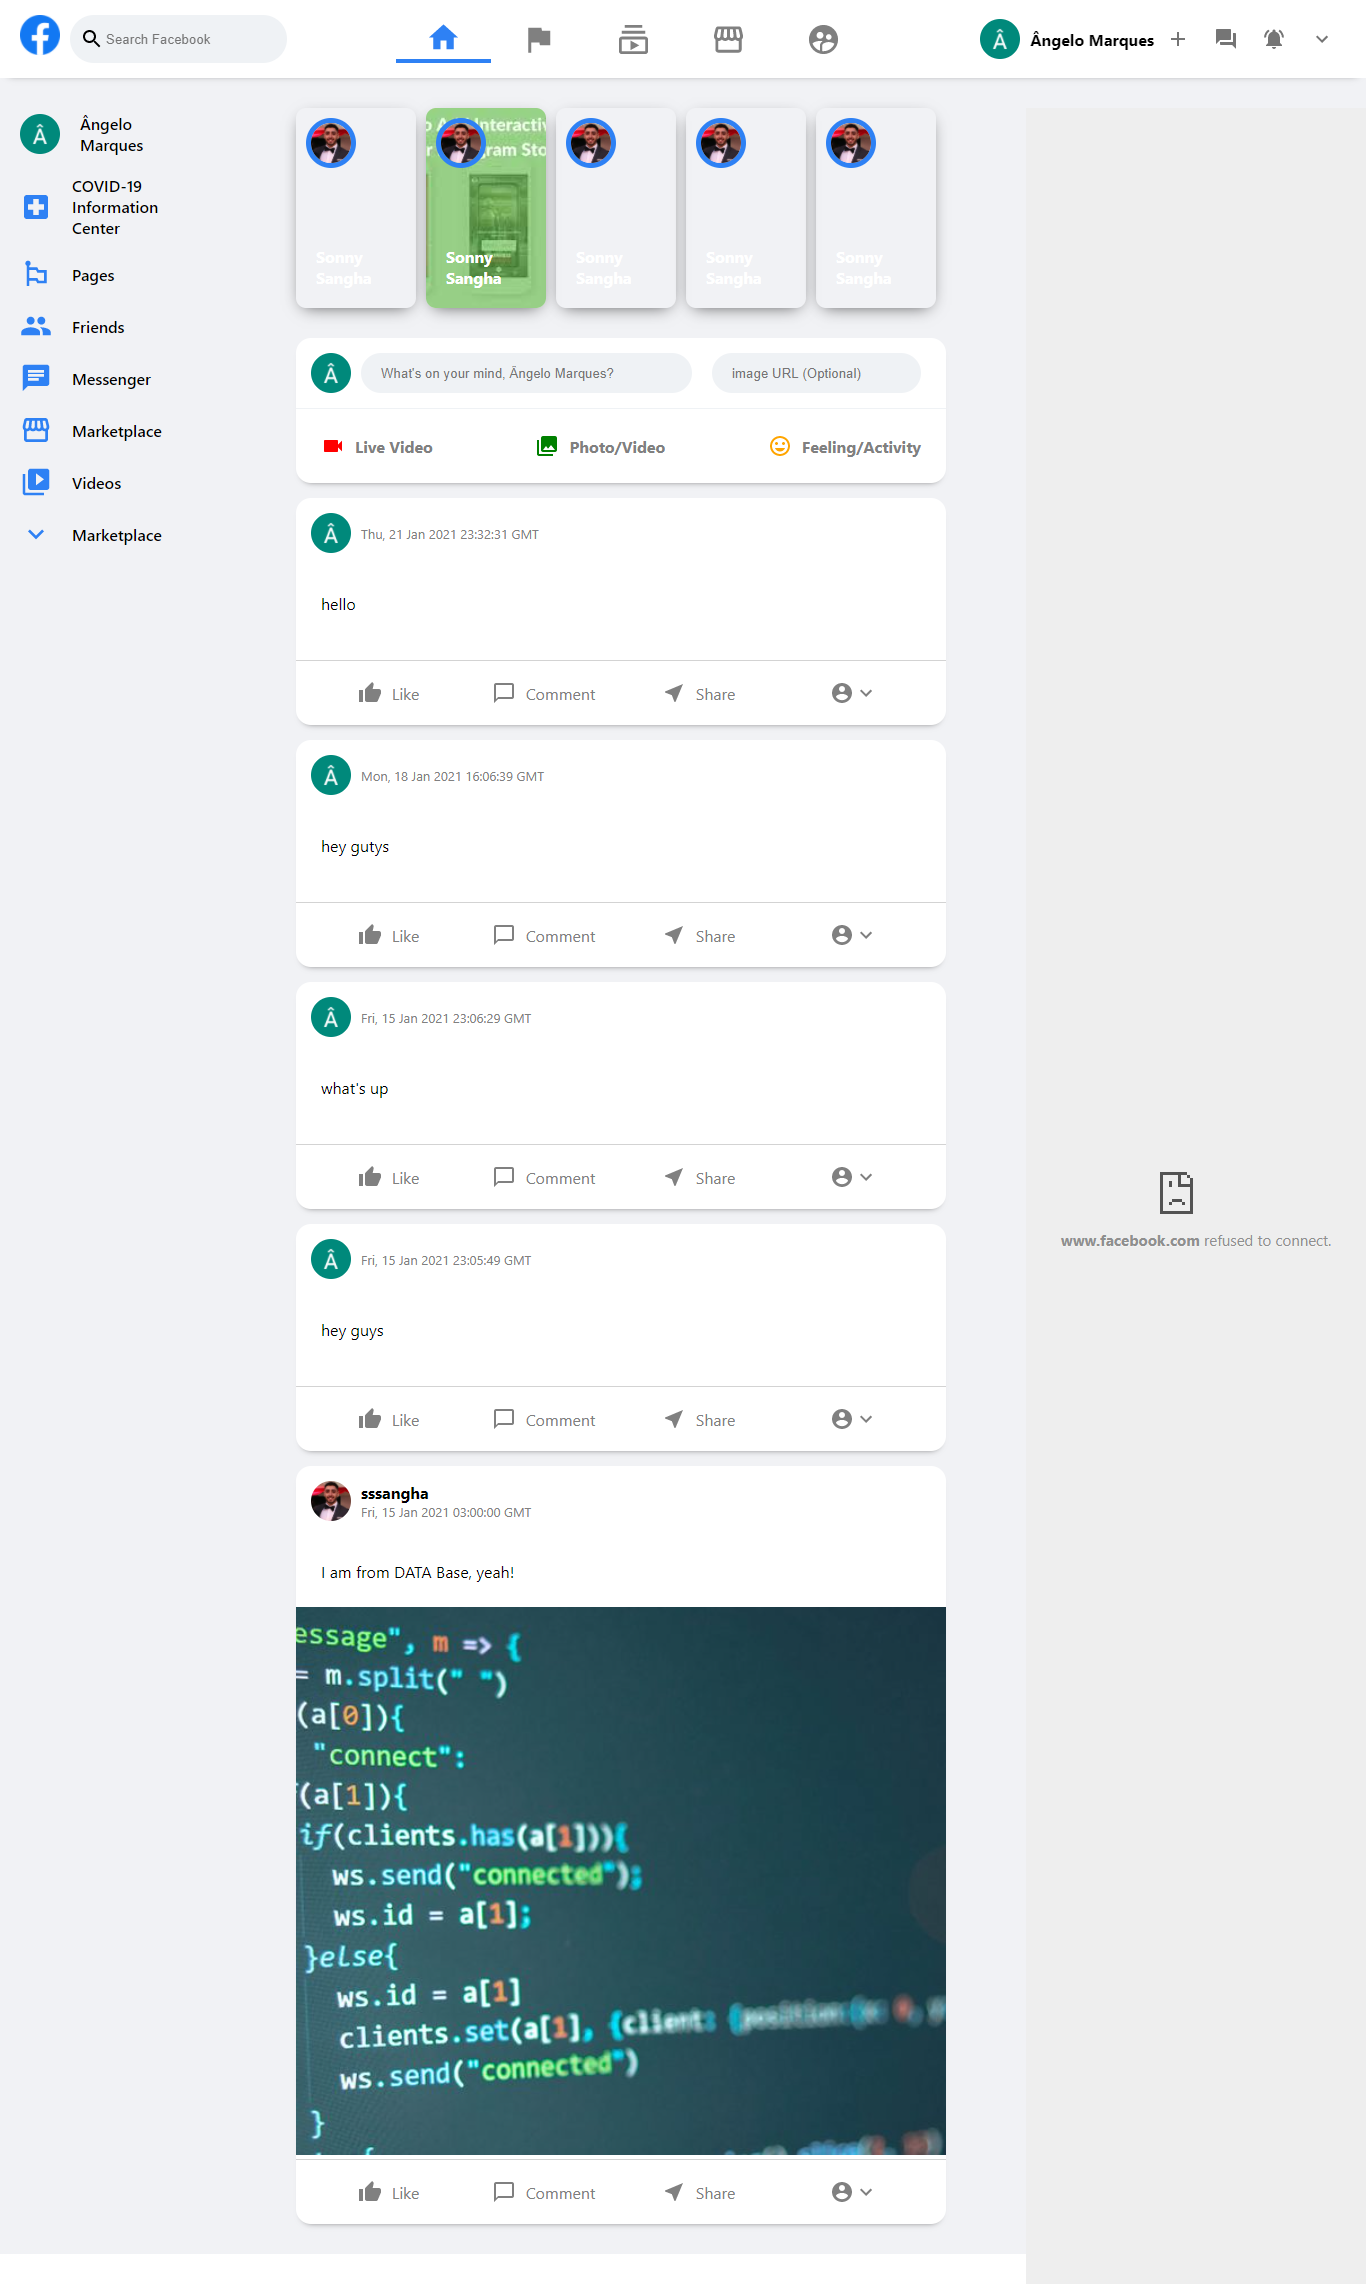 Search Facebook
Â Ângelo Marques
Â Ângelo
Marques
COVID-19
Information
Center
Pages
Friends
Messenger
Marketplace
Videos
Marketplace
Interactiv
gram Sto
Sonny
Sangha
Sonny
Sangha
Sonny
Sangha
Sonny
Sangha
Sonny
Sangha
Â What's on your mind, Ângelo Marques? image URL (Optional)
Live Video Photo/Video Feeling/Activity
Â Thu, 21 Jan 2021 23:32:31 GMT
hello
Like Comment Share
Â Mon, 18 Jan 2021 16:06:39 GMT
hey gutys
Like Comment Share
Â Fri, 15 Jan 2021 23:06:29 GMT
what's up
Like Comment Share
Â Fri, 15 Jan 2021 23:05:49 GMT
hey guys
Like Comment Share
sssangha
Fri, 15 Jan 2021 03:00:00 GMT
I am from DATA Base, yeah!
essage", m => {
= m.split(" ")
(a[0]){
"connect":
f(a[1]){
if(clients.has(a[1])){
ws.send("connected");
ws.id = a[1];
}else{
ws.id = a[1]
clients.set(a[1], {client: {position:{x: 0,
ws.send("connected")
}
Like Comment Share
www.facebook.com refused to connect.